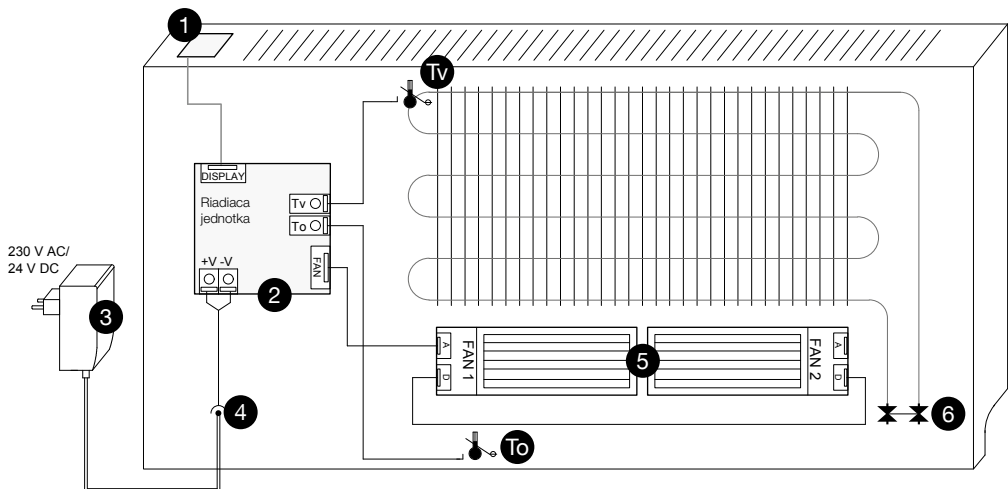 1
Tv
DISPLAY
Riadiaca
jednotka
Tv
To
FAN
+V -V
2
230 V AC/
24 V DC
3
4
A
D
FAN 1
5
FAN 2
A
D
6
To